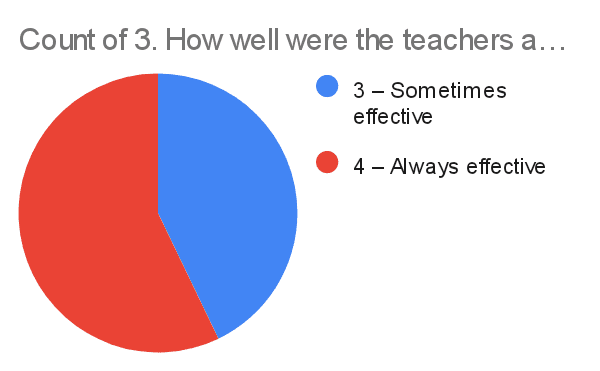 Count of 3. How well were the teachers a…
3 – Sometimes
effective
4 – Always effective